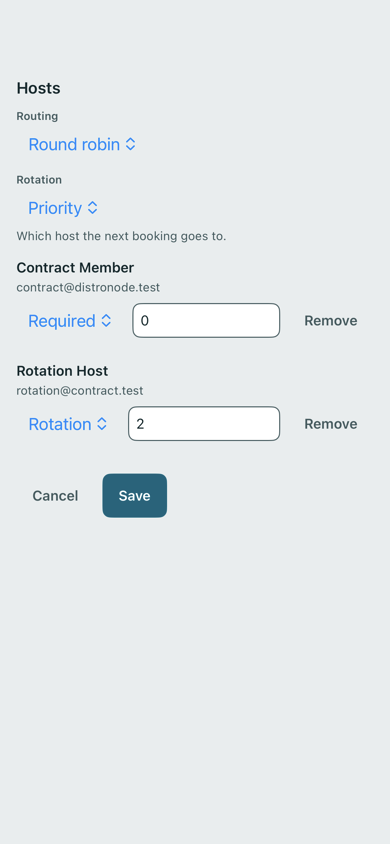 Hosts
Routing
Round robin
Rotation
Priority
Which host the next booking goes to.
Contract Member
contract@distronode.test
Required 0 Remove
Rotation Host
rotation@contract.test
Rotation 2 Remove
Cancel Save